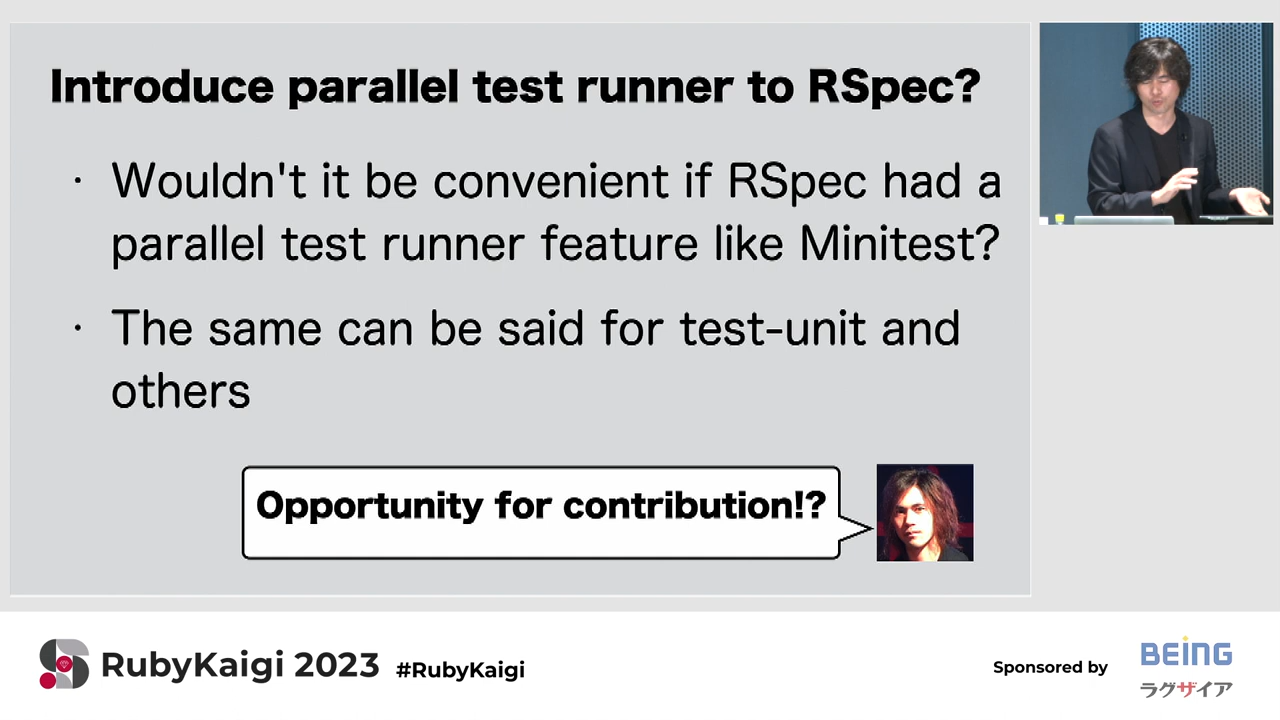 Introduce parallel test runner to RSpec?
· Wouldn't it be convenient if RSpec had a
parallel test runner feature like Minitest?
· The same can be said for test-unit and
others
Opportunity for contribution!?
RubyKaigi 2023 #RubyKaigi
Sponsored by
BEING
ラグザイア